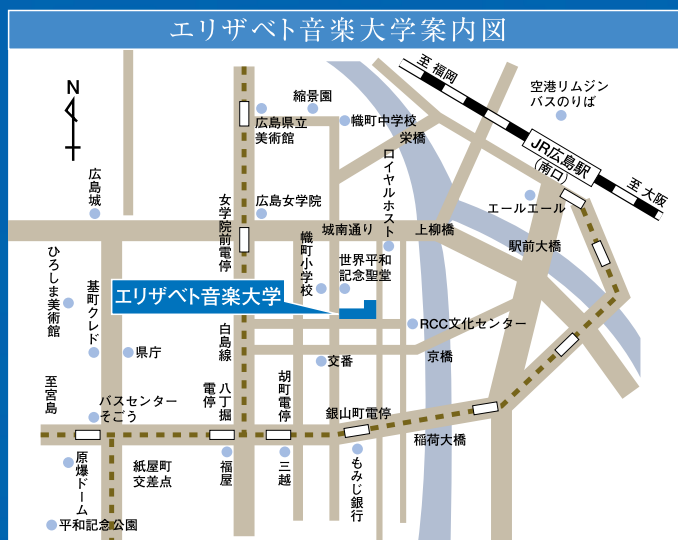 エリザベト音楽大学案内図
至 福岡
N
縮景園
空港リムジン
バスのりば
広島県立
美術館
幟町中学校
栄橋
JR広島駅
(南口)
至 大阪
広島城
女学院前電停
広島女学院
ロイヤルホスト
エールエール
城南通り
上柳橋
駅前大橋
ひろしま美術館
幟町小学校
世界平和
記念聖堂
基町クレド
エリザベト音楽大学
白島線
RCC文化センター
県庁
交番
京橋
至宮島
バスセンター
そごう
八丁堀
電停
胡町電停
銀山町電停
稲荷大橋
原爆ドーム
紙屋町
交差点
福屋
三越
もみじ銀行
平和記念公園